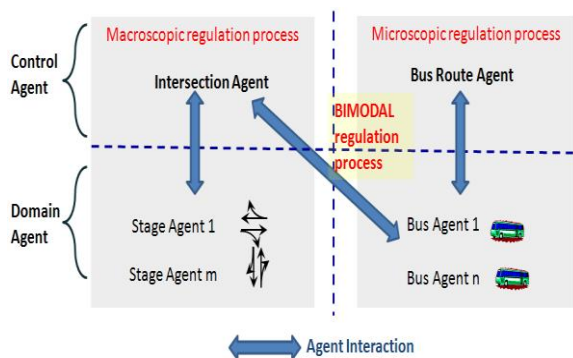 Macroscopic regulation process
Microscopic regulation process
Control
Agent
Intersection Agent
Bus Route Agent
BIMODAL
regulation
process
Domain
Agent
Stage Agent 1
Stage Agent m
Bus Agent 1
Bus Agent n
Agent Interaction